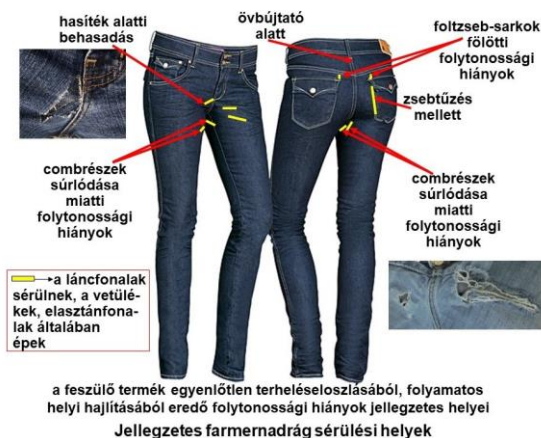 hasíték alatti
behasadás
övbújtató
alatt
foltzseb-sarkok
fölötti
folytonossági
hiányok
zsebtűzés
mellett
combrészek
súrlódása
miatti
folytonossági
hiányok
combrészek
súrlódása
miatti
folytonossági
hiányok
a láncfonalak
sérülnek, a vetülé-
kek, elasztánfona-
lak általában
épek
a feszülő termék egyenlőtlen terheléseloszlásából, folyamatos
helyi hajlításából eredő folytonossági hiányok jellegzetes helyei
Jellegzetes farmernadrág sérülési helyek